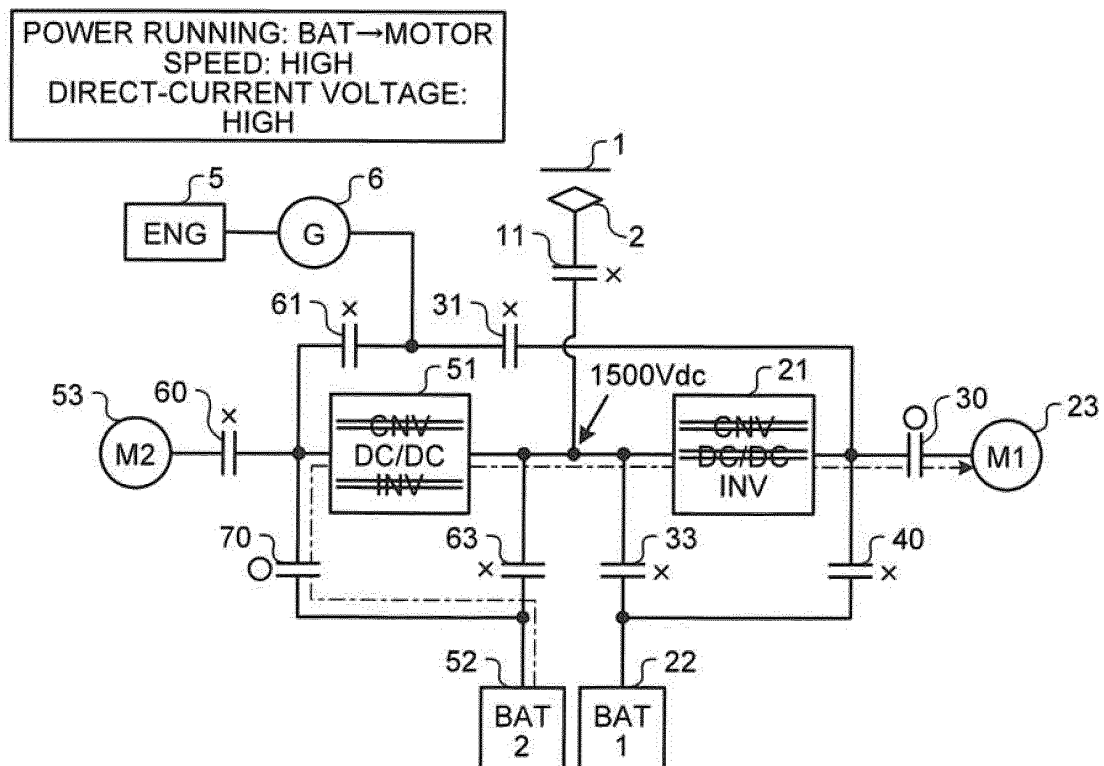 POWER RUNNING: BAT→MOTOR
SPEED: HIGH
DIRECT-CURRENT VOLTAGE:
HIGH
1
5
6
ENG
G
11
2
×
61
×
31
×
51
1500Vdc
21
53
60
×
30
23
CNV
CNV
M2
DC/DC
DC/DC
M1
INV
INV
70
63
33
40
×
×
×
52
22
BAT
2
BAT
1